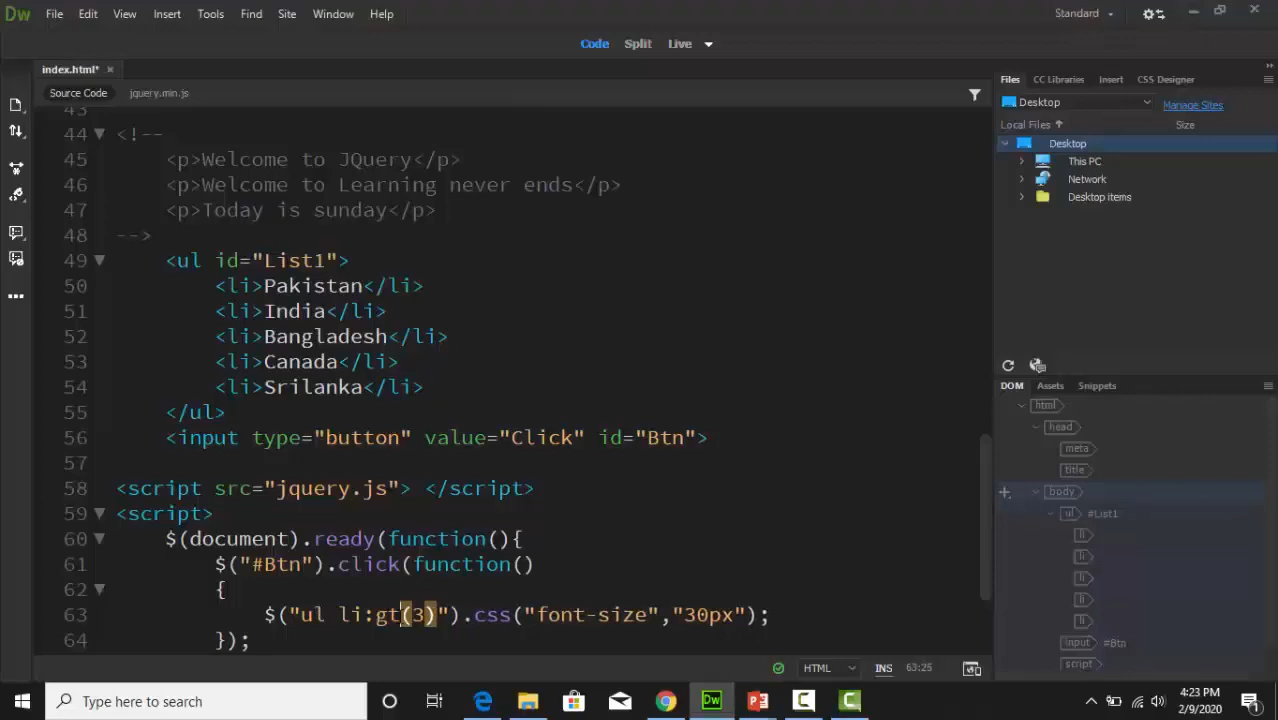 Dw File Edit View Insert Tools Find Site Window Help Standard
Code Split Live
index.html* ×
Source Code jquery.min.js
43
44 <!--
45 <p>Welcome to JQuery</p>
46 <p>Welcome to Learning never ends</p>
47 <p>Today is sunday</p>
48 -->
49 <ul id="List1">
50 <li>Pakistan</li>
51 <li>India</li>
52 <li>Bangladesh</li>
53 <li>Canada</li>
54 <li>Srilanka</li>
55 </ul>
56 <input type="button" value="Click" id="Btn">
57
58 <script src="jquery.js"> </script>
59 <script>
60 $(document).ready(function(){
61 $("#Btn").click(function()
62 {
63 $("ul li:gt(3)").css("font-size","30px");
64 });
HTML INS 63:25
Files CC Libraries Insert CSS Designer
Desktop Manage Sites
Local Files Size
Desktop
This PC
Network
Desktop items
DOM Assets Snippets
html
head
meta
title
body
ul #List1
li
li
li
li
li
input #Btn
script
Type here to search
Dw
4:23 PM
2/9/2020
1